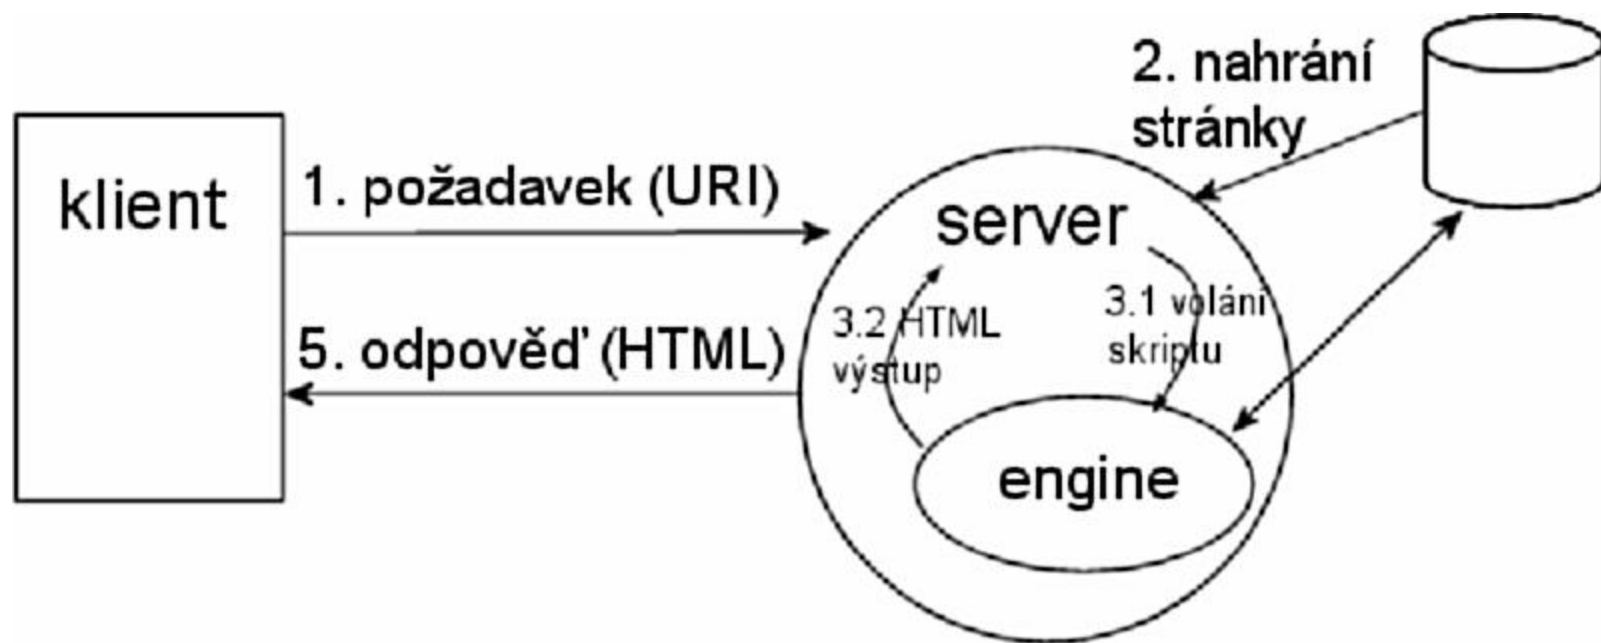 2. nahrání
stránky
klient
1. požadavek (URI)
server
3.1 volání
skriptu
3.2 HTML
výstup
5. odpověď (HTML)
engine